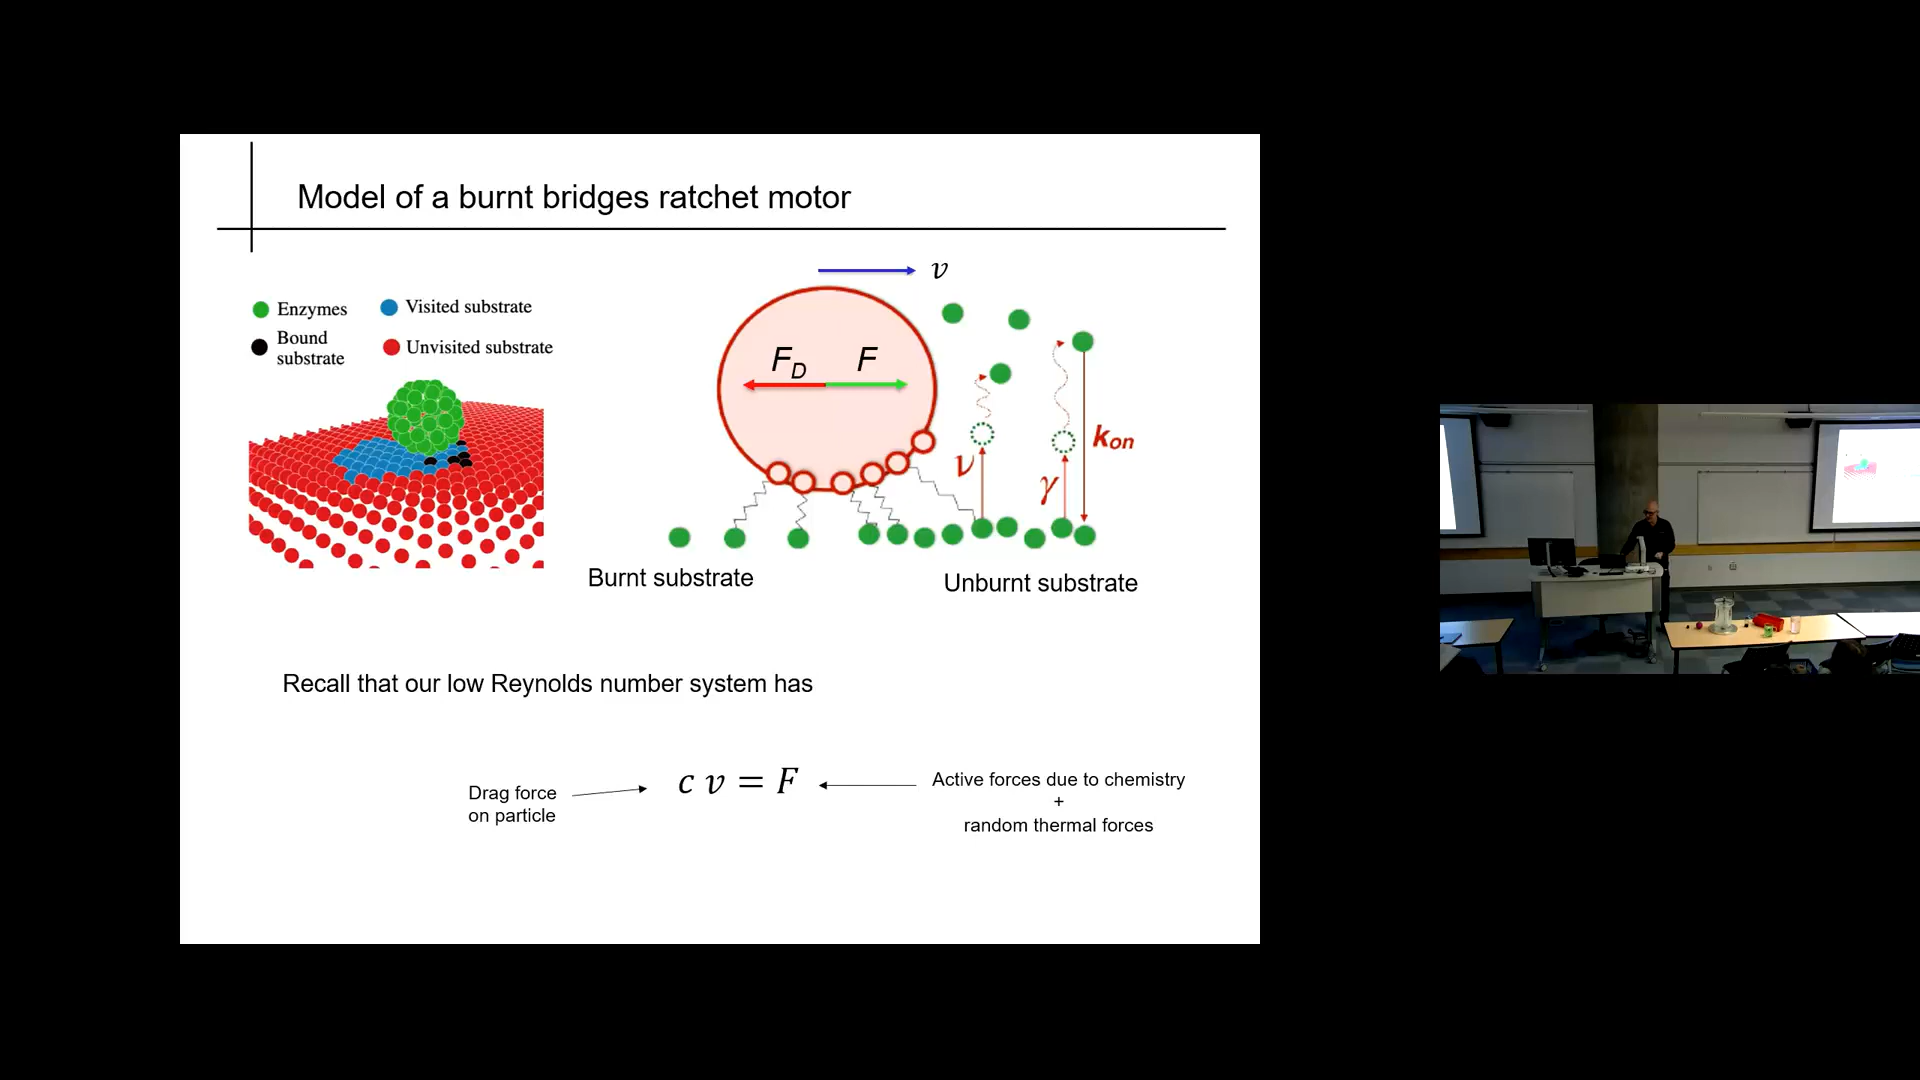 Model of a burnt bridges ratchet motor
v
Enzymes
Visited substrate
Bound
substrate
Unvisited substrate
F_D
F
k_on
ν
γ
Burnt substrate
Unburnt substrate
Recall that our low Reynolds number system has
Drag force
on particle
c v = F
Active forces due to chemistry
+
random thermal forces